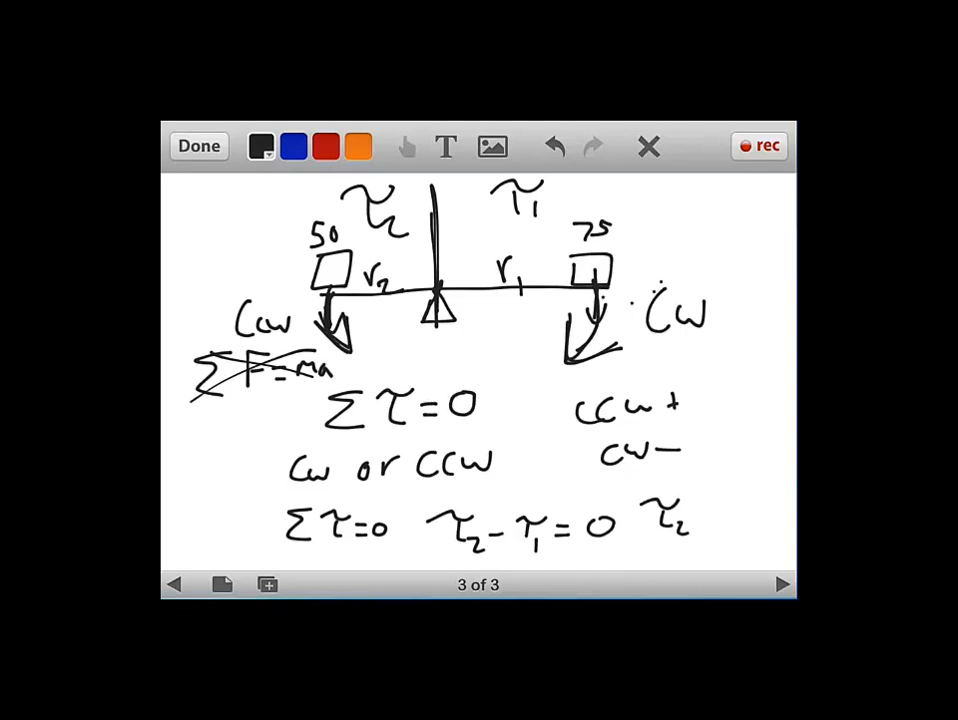 Done T rec
τ₂ τ₁
50 75
r₂ r₁
CCW CW
ΣF=ma
Στ=0 CCW +
CW or CCW CW −
Στ=0 τ₂-τ₁=0 τ₂
3 of 3